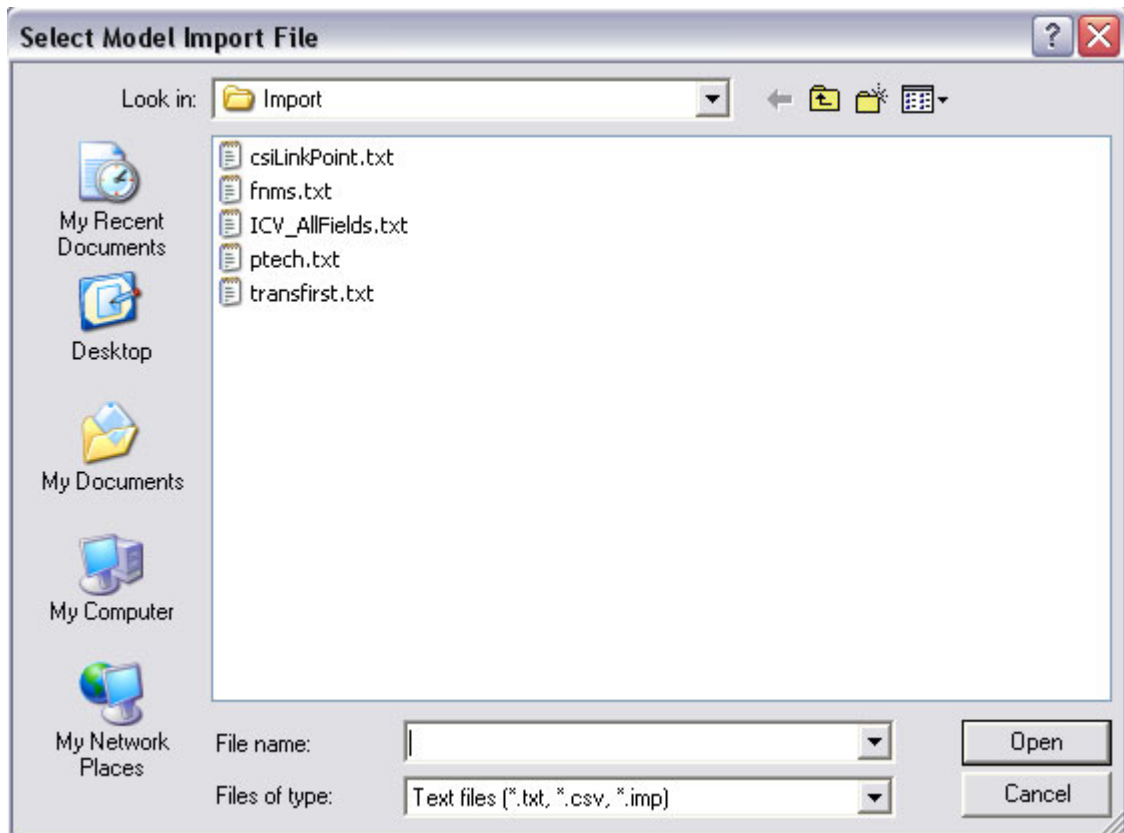 Select Model Import File
?
Look in: Import
csiLinkPoint.txt
fnms.txt
ICV_AllFields.txt
ptech.txt
transfirst.txt
My Recent
Documents
Desktop
My Documents
My Computer
My Network
Places
File name:
Open
Files of type: Text files (*.txt, *.csv, *.imp)
Cancel